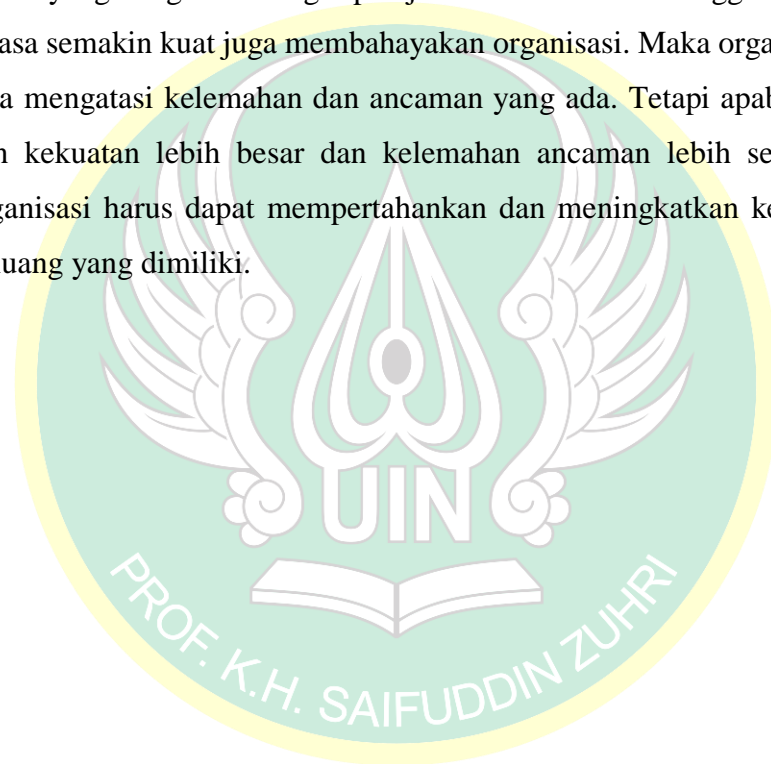 asa semakin kuat juga membahayakan organisasi. Maka orga
a mengatasi kelemahan dan ancaman yang ada. Tetapi apab
kekuatan lebih besar dan kelemahan ancaman lebih se
ganisasi harus dapat mempertahankan dan meningkatkan ke
uang yang dimiliki.
UIN
PROF. K.H. SAIFUDDIN ZUHRI